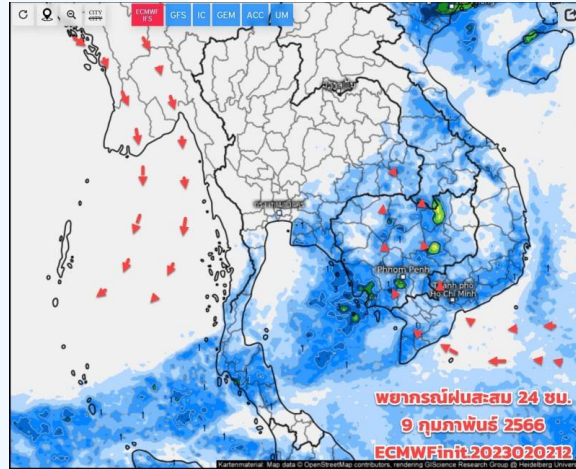 CITY
CITY
ECMWF
IFS
GFS
IC
GEM
ACC
UM
Phnom Penh
Thành phố
Hồ Chí Minh
พยากรณ์ฝนสะสม 24 ชม.
9 กุมภาพันธ์ 2566
ECMWFinit.2023020212
Kartenmaterial: Map data © OpenStreetMap contributors, rendering GIScience Research Group @ Heidelberg